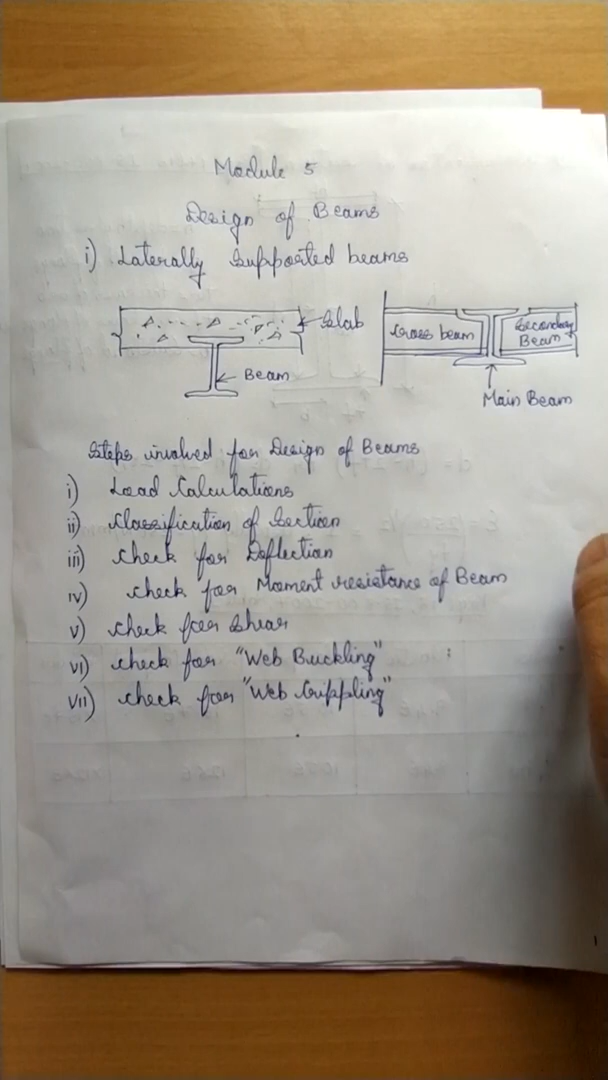 Module 5
Design of Beams
i) Laterally Supported beams
Slab
Beam
Cross beam
Secondary
Beam
Main Beam
Steps involved for Design of Beams
i) Load Calculations
ii) Classification of Section
iii) check for Deflection
iv) check for Moment resistance of Beam
v) check for Shear
vi) check for "Web Buckling"
vii) check for "Web Crippling"